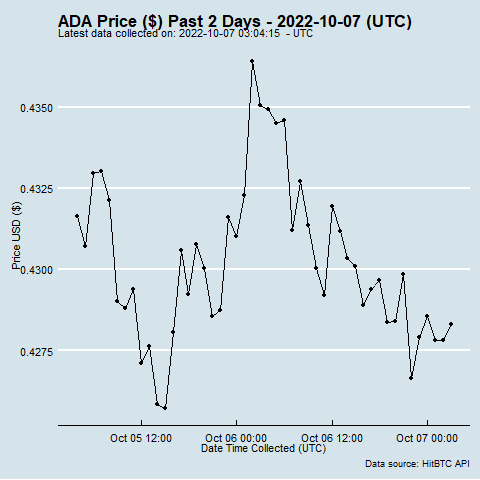 ADA Price ($) Past 2 Days - 2022-10-07 (UTC)
Latest data collected on: 2022-10-07 03:04:15 - UTC
0.4350
0.4325
0.4300
0.4275
Price USD ($)
Oct 05 12:00 Oct 06 00:00 Oct 06 12:00 Oct 07 00:00
Date Time Collected (UTC)
Data source: HitBTC API